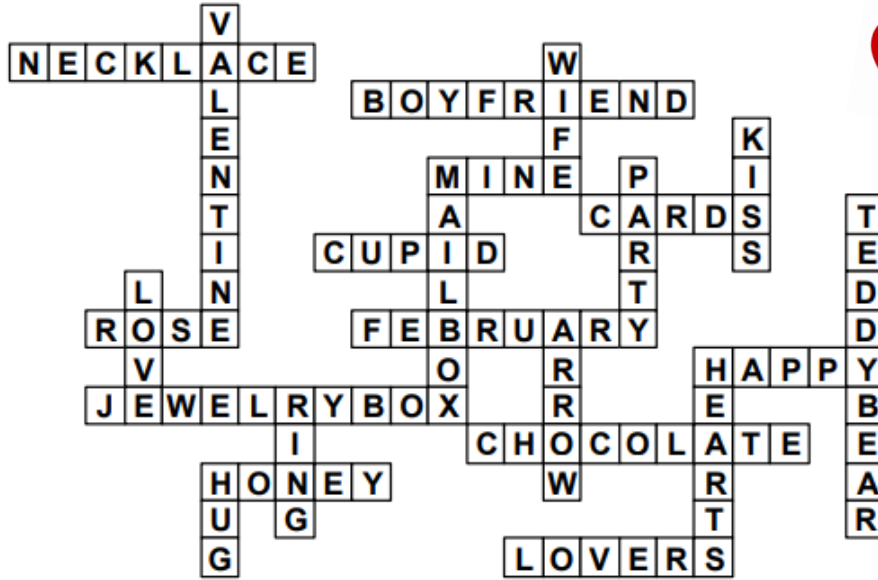 VALENTINE
NECKLACE
WIFE
BOYFRIEND
KISS
MINE
MAILBOX
PARTY
CARDS
TEDDYBEAR
CUPID
LOVE
ROSE
FEBRUARY
ARROW
HAPPY
HEARTS
JEWELRYBOX
RING
CHOCOLATE
HONEY
HUG
LOVERS